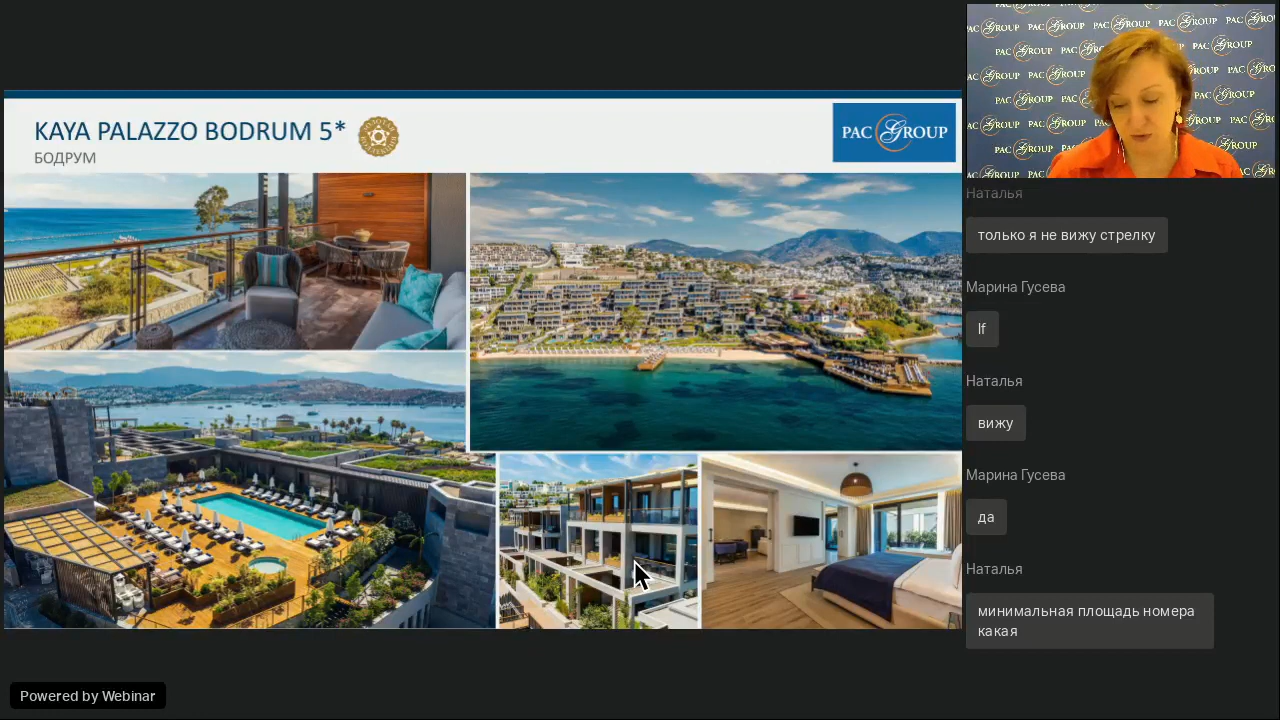 KAYA PALAZZO BODRUM 5*
БОДРУМ
PAC GROUP
Наталья
только я не вижу стрелку
Марина Гусева
lf
Наталья
вижу
Марина Гусева
да
Наталья
минимальная площадь номера
какая
Powered by Webinar